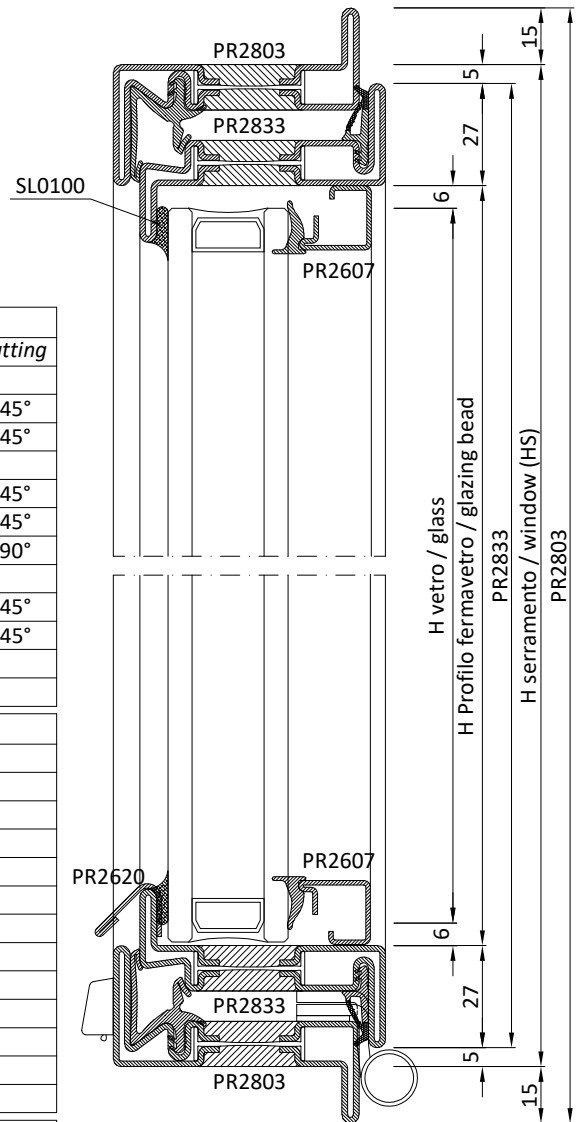 PR2803
15
5
PR2833
27
SL0100
6
PR2607
45°
45°
45°
45°
90°
45°
45°
H vetro / glass
H Profilo fermavetro / glazing bead
PR2833
H serramento / window (HS)
PR2803
PR2607
PR2620
6
PR2833
27
PR2803
5
15